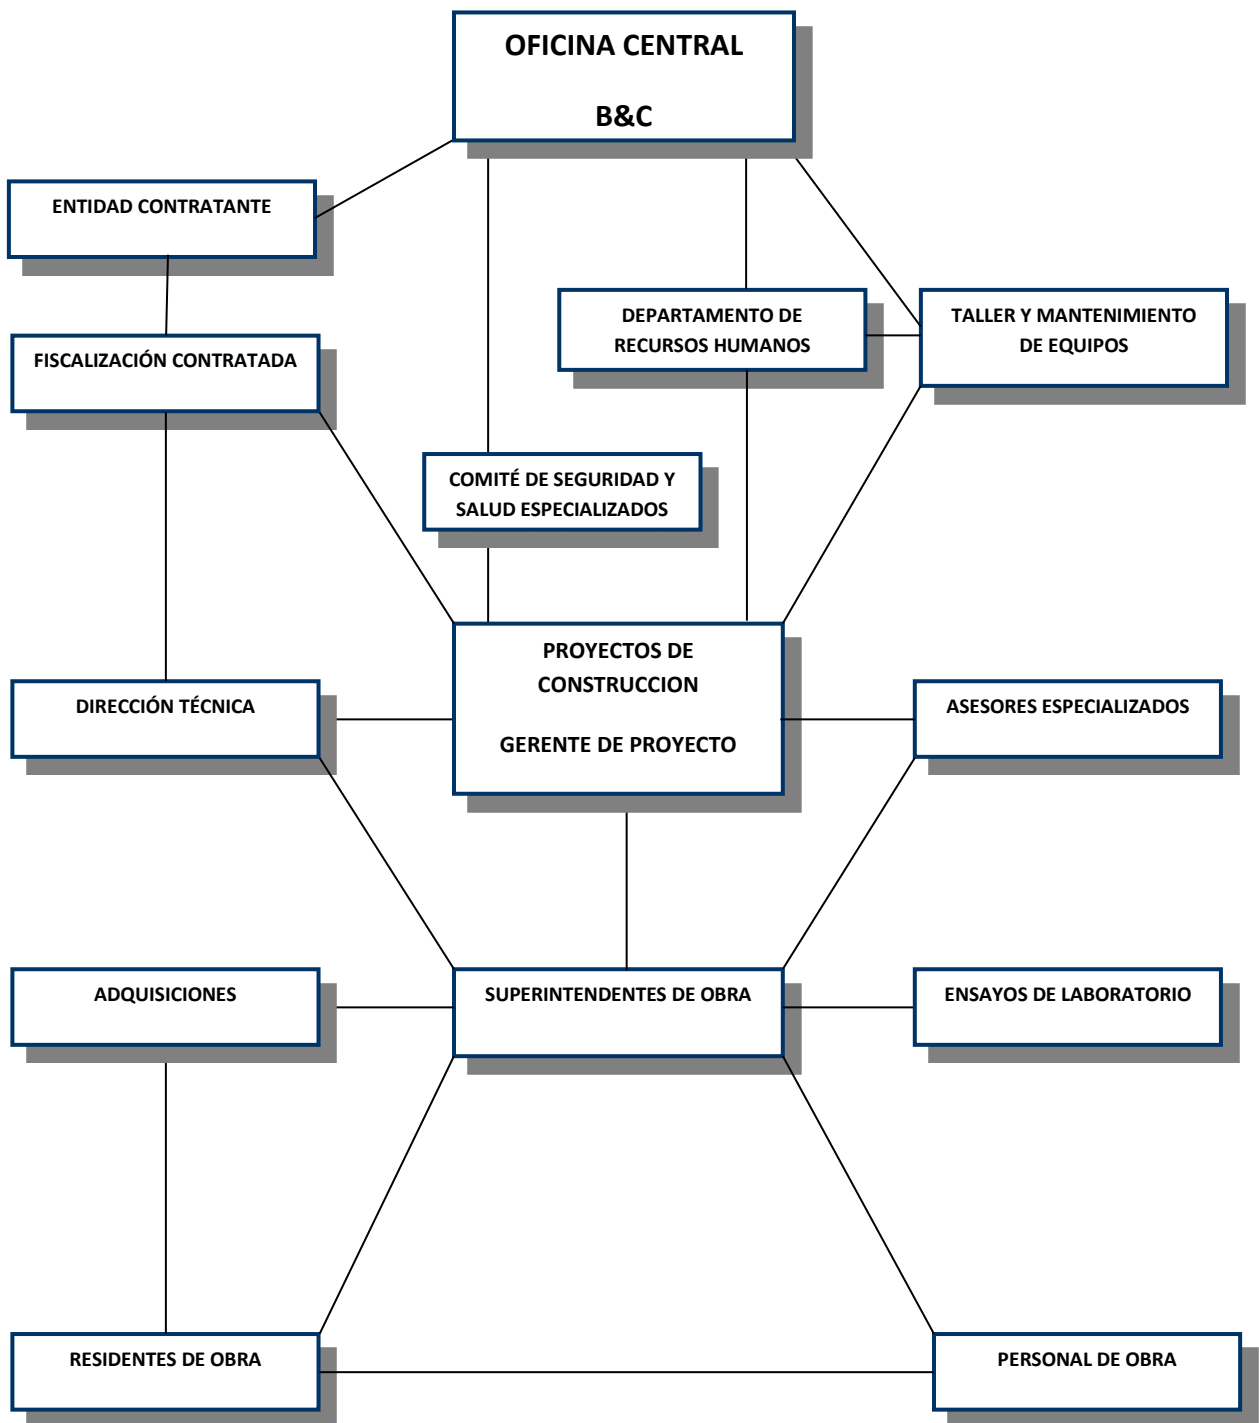 OFICINA CENTRAL
B&C
ENTIDAD CONTRATANTE
DEPARTAMENTO DE
RECURSOS HUMANOS
TALLER Y MANTENIMIENTO
DE EQUIPOS
FISCALIZACIÓN CONTRATADA
COMITÉ DE SEGURIDAD Y
SALUD ESPECIALIZADOS
PROYECTOS DE
CONSTRUCCION
GERENTE DE PROYECTO
DIRECCIÓN TÉCNICA
ASESORES ESPECIALIZADOS
ADQUISICIONES
SUPERINTENDENTES DE OBRA
ENSAYOS DE LABORATORIO
RESIDENTES DE OBRA
PERSONAL DE OBRA